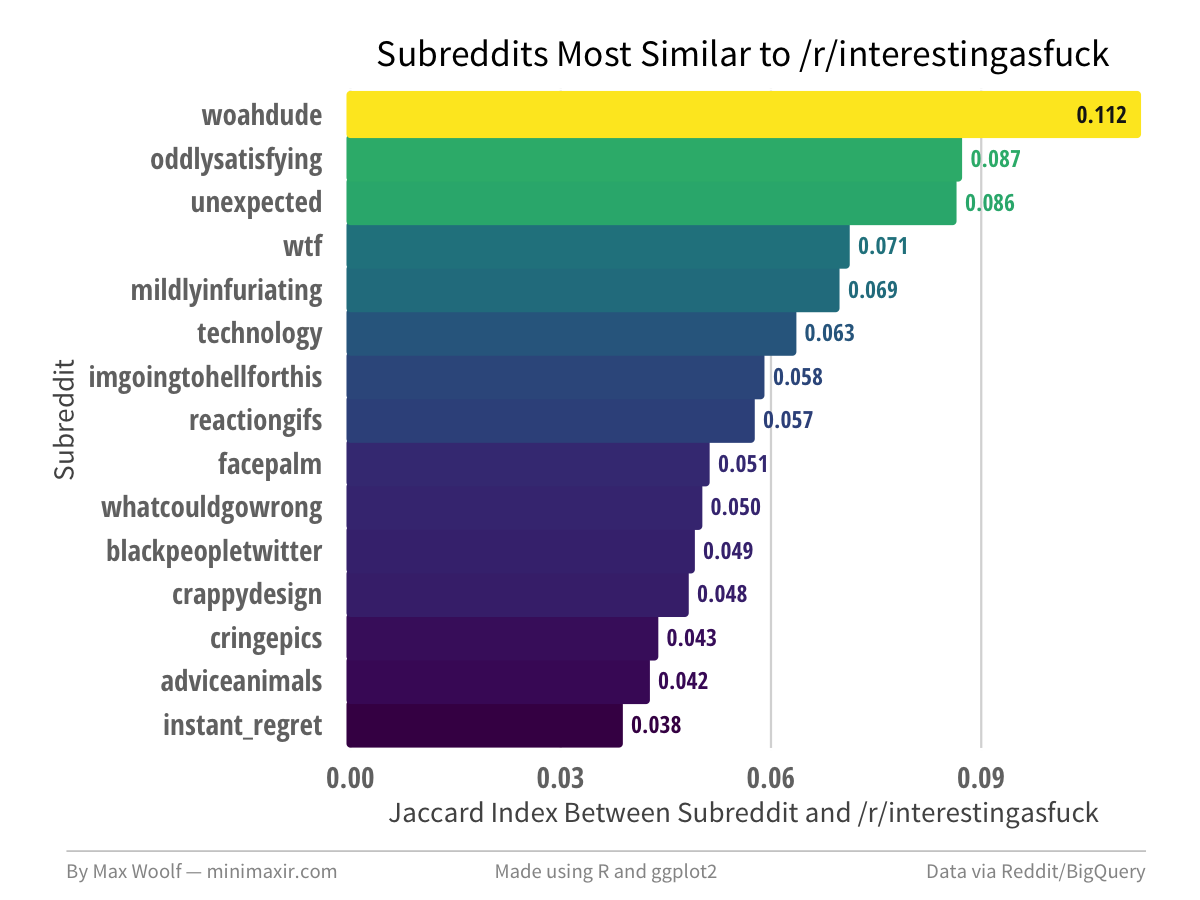 Subreddits Most Similar to /r/interestingasfuck
woahdude 0.112
oddlysatisfying 0.087
unexpected 0.086
wtf 0.071
mildlyinfuriating 0.069
technology 0.063
imgoingtohellforthis 0.058
reactiongifs 0.057
facepalm 0.051
whatcouldgowrong 0.050
blackpeopletwitter 0.049
crappydesign 0.048
cringepics 0.043
adviceanimals 0.042
instant_regret 0.038
Subreddit
0.00 0.03 0.06 0.09
Jaccard Index Between Subreddit and /r/interestingasfuck
By Max Woolf — minimaxir.com Made using R and ggplot2 Data via Reddit/BigQuery